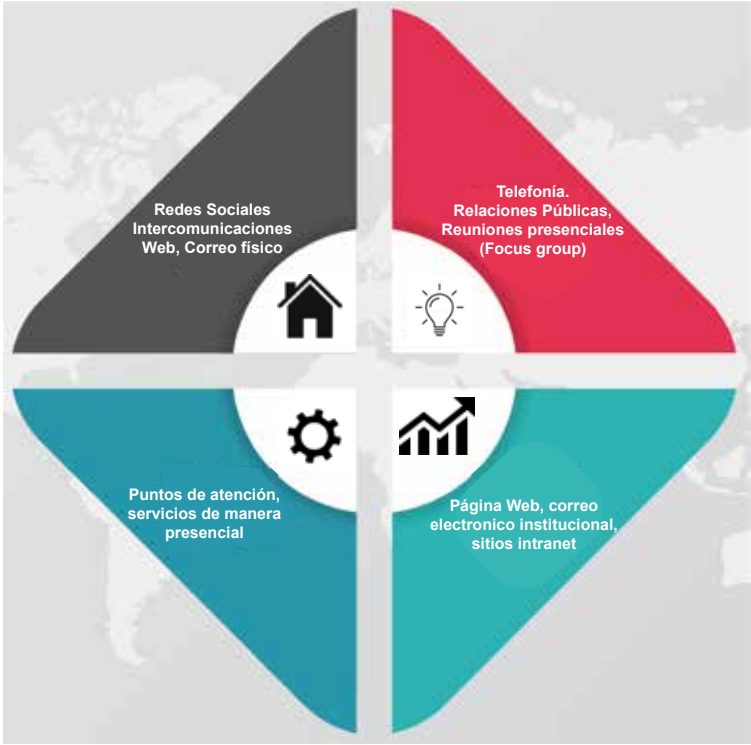 Redes Sociales
Intercomunicaciones
Web, Correo físico
Telefonía.
Relaciones Públicas,
Reuniones presenciales
(Focus group)
Puntos de atención,
servicios de manera
presencial
Página Web, correo
electronico institucional,
sitios intranet